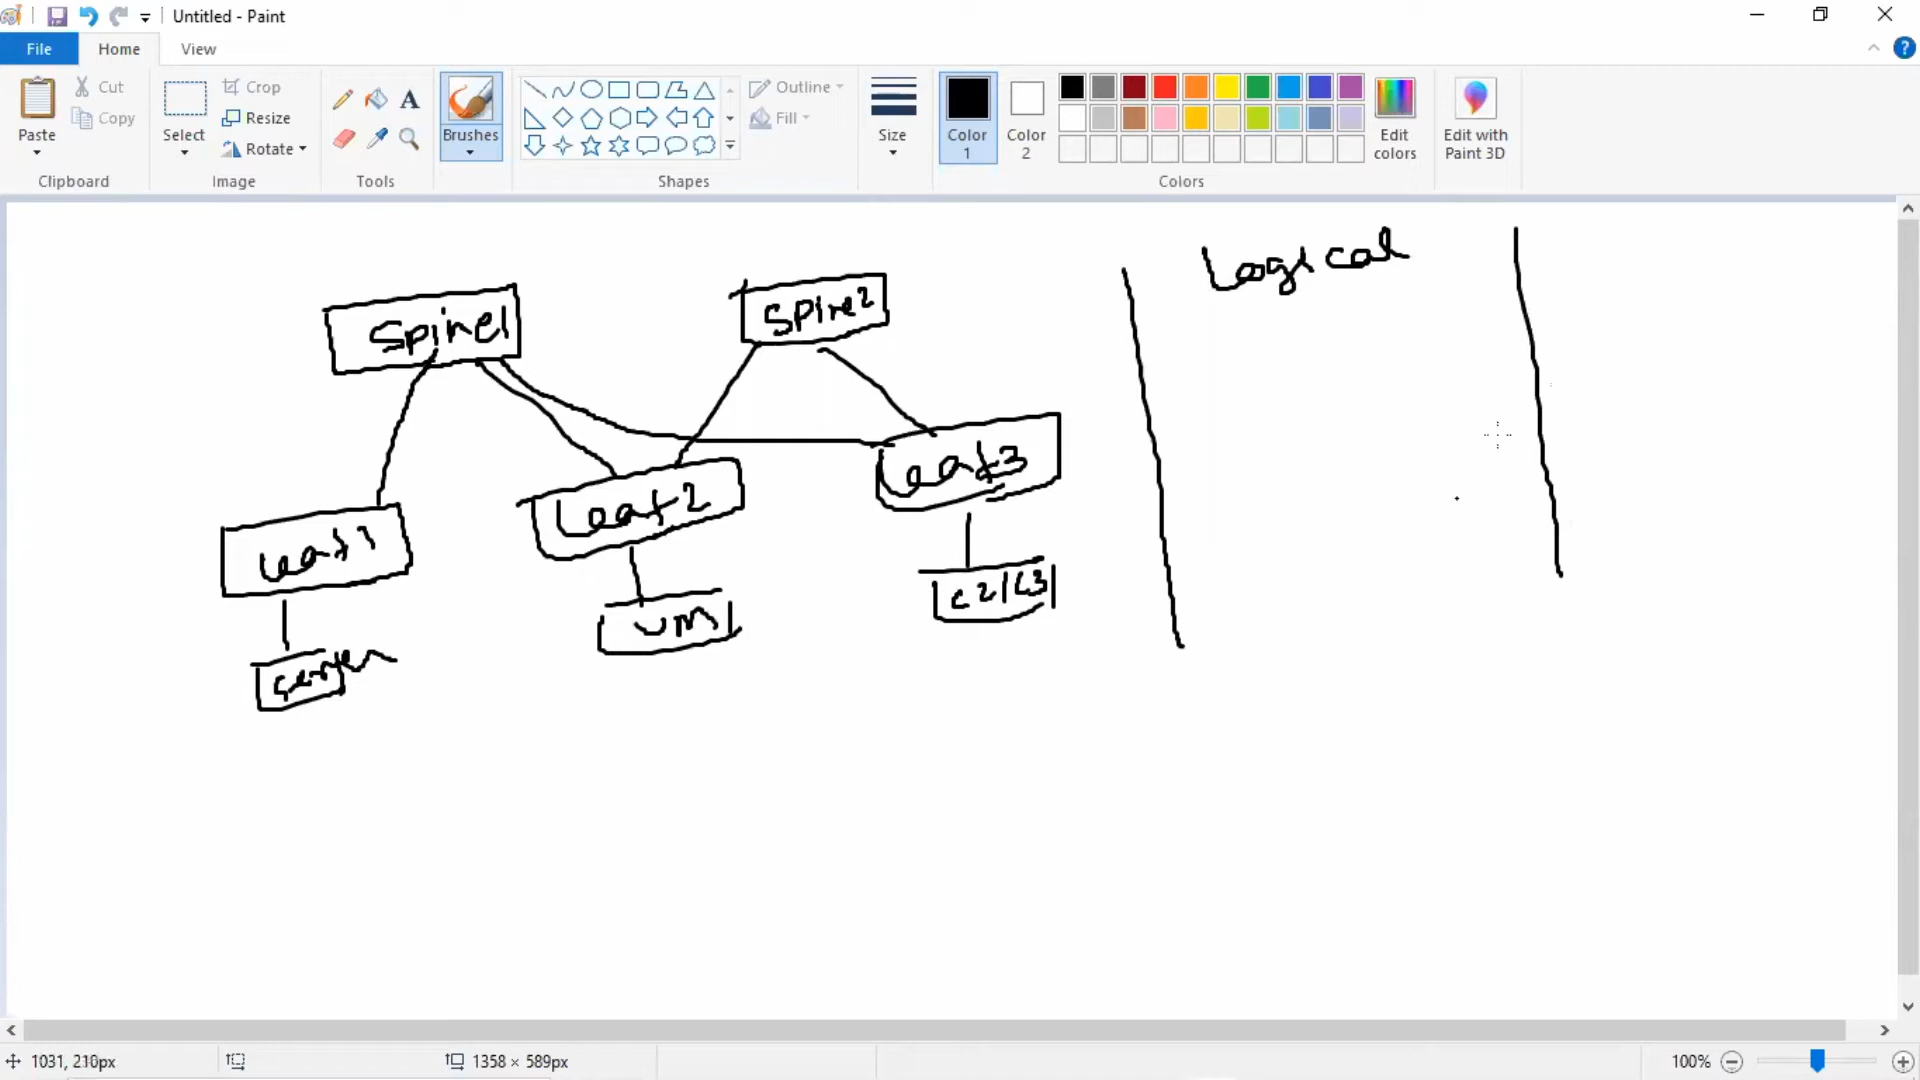 Untitled - Paint
File Home View
Paste
Cut
Copy
Clipboard
Select
Crop
Resize
Rotate
Image
Tools
Brushes
Shapes
Outline
Fill
Size
Color 1
Color 2
Edit colors
Edit with Paint 3D
Colors
Logical
Spine1
Spine2
Leaf1
Leaf2
Leaf3
Server
VM
L2/L3
1031, 210px
1358 × 589px
100%